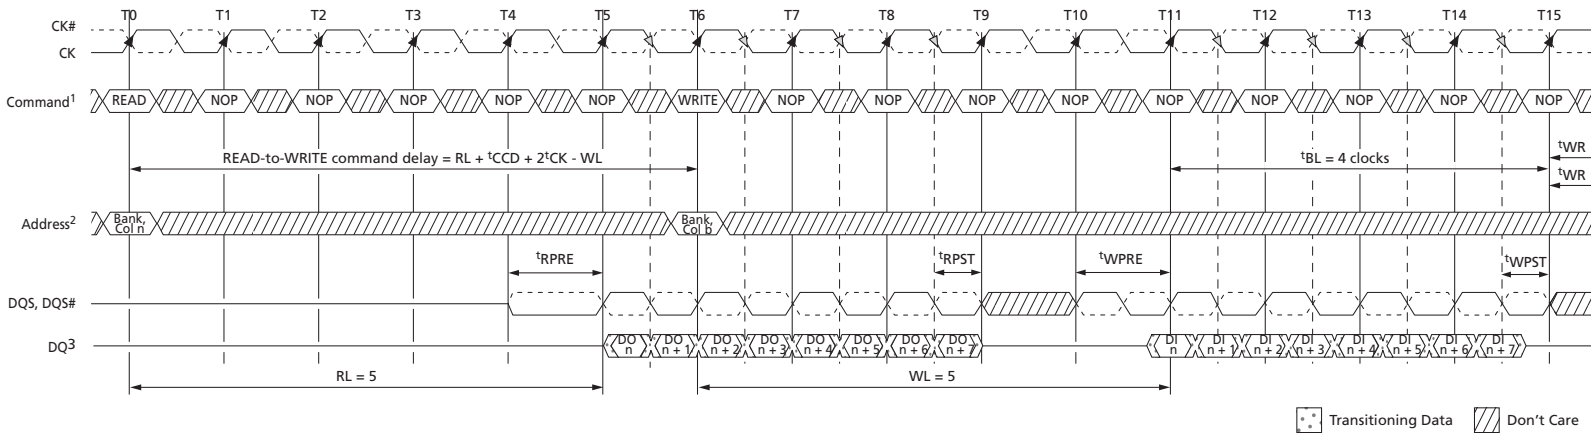 T0 T1 T2 T3 T4 T5 T6 T7 T8 T9 T10 T11 T12 T13 T14 T15
CK#
CK
Command¹ READ NOP NOP NOP NOP NOP WRITE NOP NOP NOP NOP NOP NOP NOP NOP NOP
READ-to-WRITE command delay = RL + ᵗCCD + 2ᵗCK - WL
ᵗBL = 4 clocks
ᵗWR
ᵗWR
Address²
Bank,
Col n
Bank,
Col b
ᵗRPRE ᵗRPST ᵗWPRE ᵗWPST
DQS, DQS#
DQ³
DO
n
DO
n + 1
DO
n + 2
DO
n + 3
DO
n + 4
DO
n + 5
DO
n + 6
DO
n + 7
DI
n
DI
n + 1
DI
n + 2
DI
n + 3
DI
n + 4
DI
n + 5
DI
n + 6
DI
n + 7
RL = 5 WL = 5
Transitioning Data Don't Care